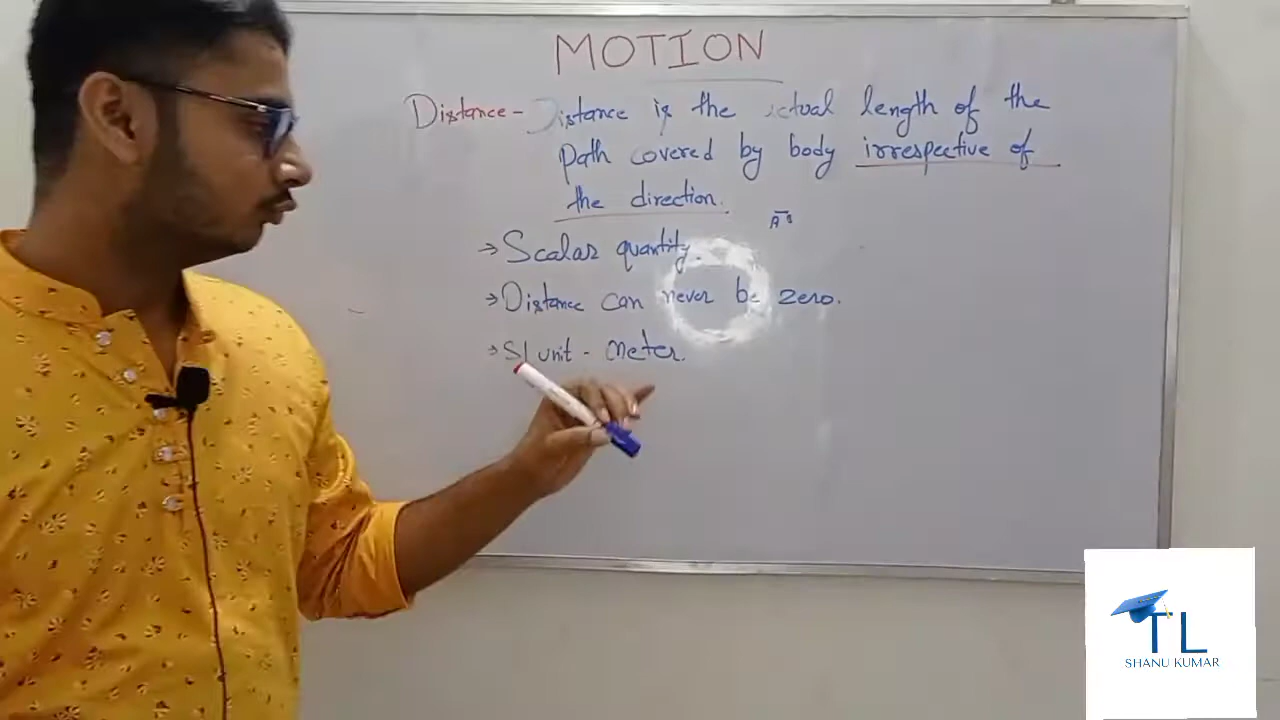 MOTION
Distance - Distance is the actual length of the
Path covered by body irrespective of
the direction.
→ Scalar quantity.
→ Distance can never be zero.
→ SI unit - meter.
TL
SHANU KUMAR